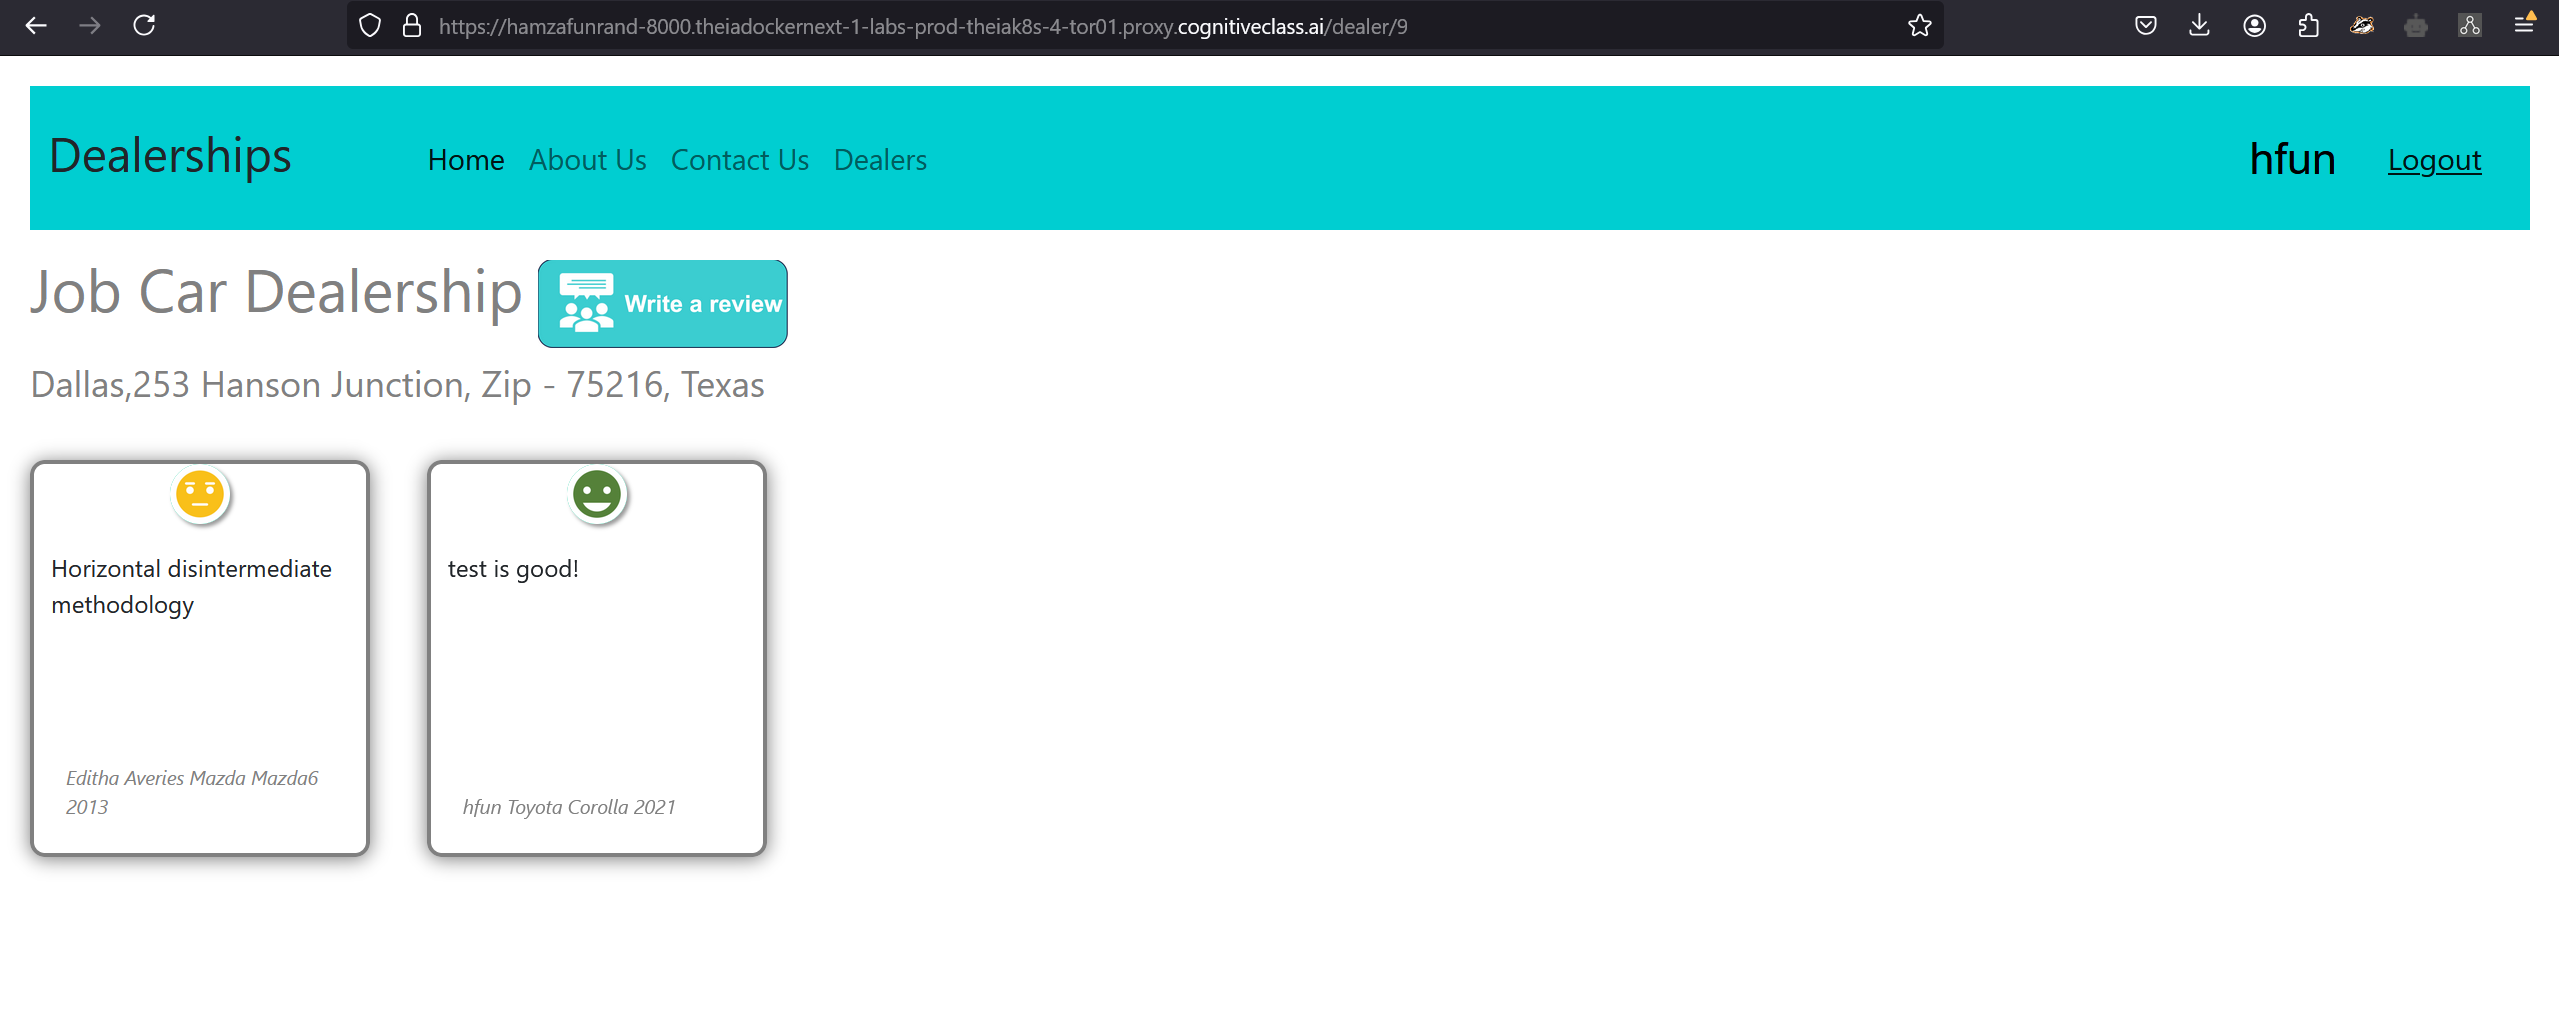 https://hamzafunrand-8000.theiadockernext-1-labs-prod-theiak8s-4-tor01.proxy.cognitiveclass.ai/dealer/9
Dealerships Home About Us Contact Us Dealers hfun Logout
Job Car Dealership Write a review
Dallas,253 Hanson Junction, Zip - 75216, Texas
Horizontal disintermediate
methodology
Editha Averies Mazda Mazda6
2013
test is good!
hfun Toyota Corolla 2021